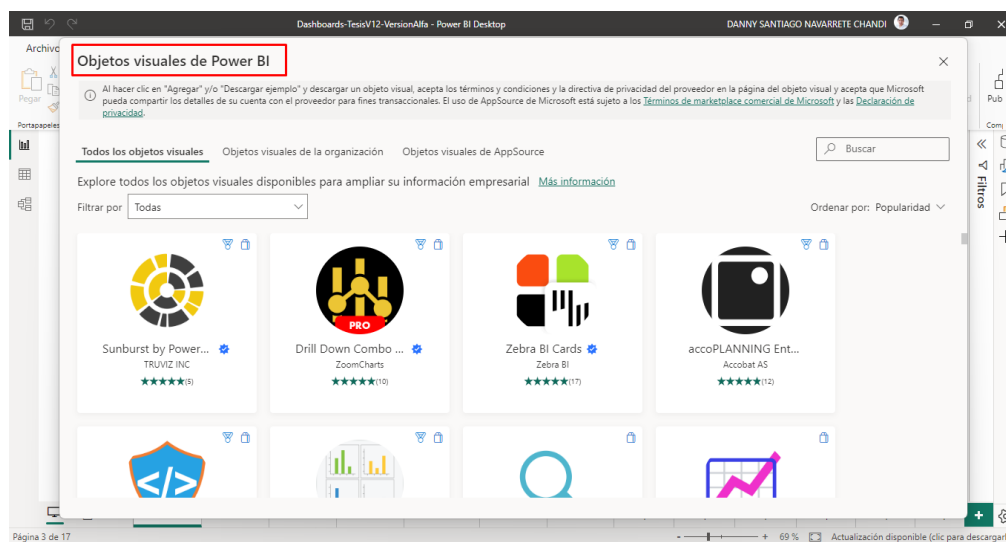 Dashboards-TesisV12-VersionAlfa - Power BI Desktop
DANNY SANTIAGO NAVARRETE CHANDI
Archivo
Objetos visuales de Power BI
Al hacer clic en "Agregar" y/o "Descargar ejemplo" y descargar un objeto visual, acepta los términos y condiciones y la directiva de privacidad del proveedor en la página del objeto visual y acepta que Microsoft
pueda compartir los detalles de su cuenta con el proveedor para fines transaccionales. El uso de AppSource de Microsoft está sujeto a los Términos de marketplace comercial de Microsoft y las Declaración de
privacidad.
Pegar
Pub
Portapapeles
Todos los objetos visuales Objetos visuales de la organización Objetos visuales de AppSource
Buscar
Explore todos los objetos visuales disponibles para ampliar su información empresarial Más información
Filtros
Filtrar por Todas
Ordenar por: Popularidad
PRO
Sunburst by Power... Drill Down Combo ... Zebra BI Cards accoPLANNING Ent...
TRUVIZ INC ZoomCharts Zebra BI Accobat AS
(5) (10) (17) (12)
</>
Página 3 de 17
- + 69 % Actualización disponible (clic para descargar